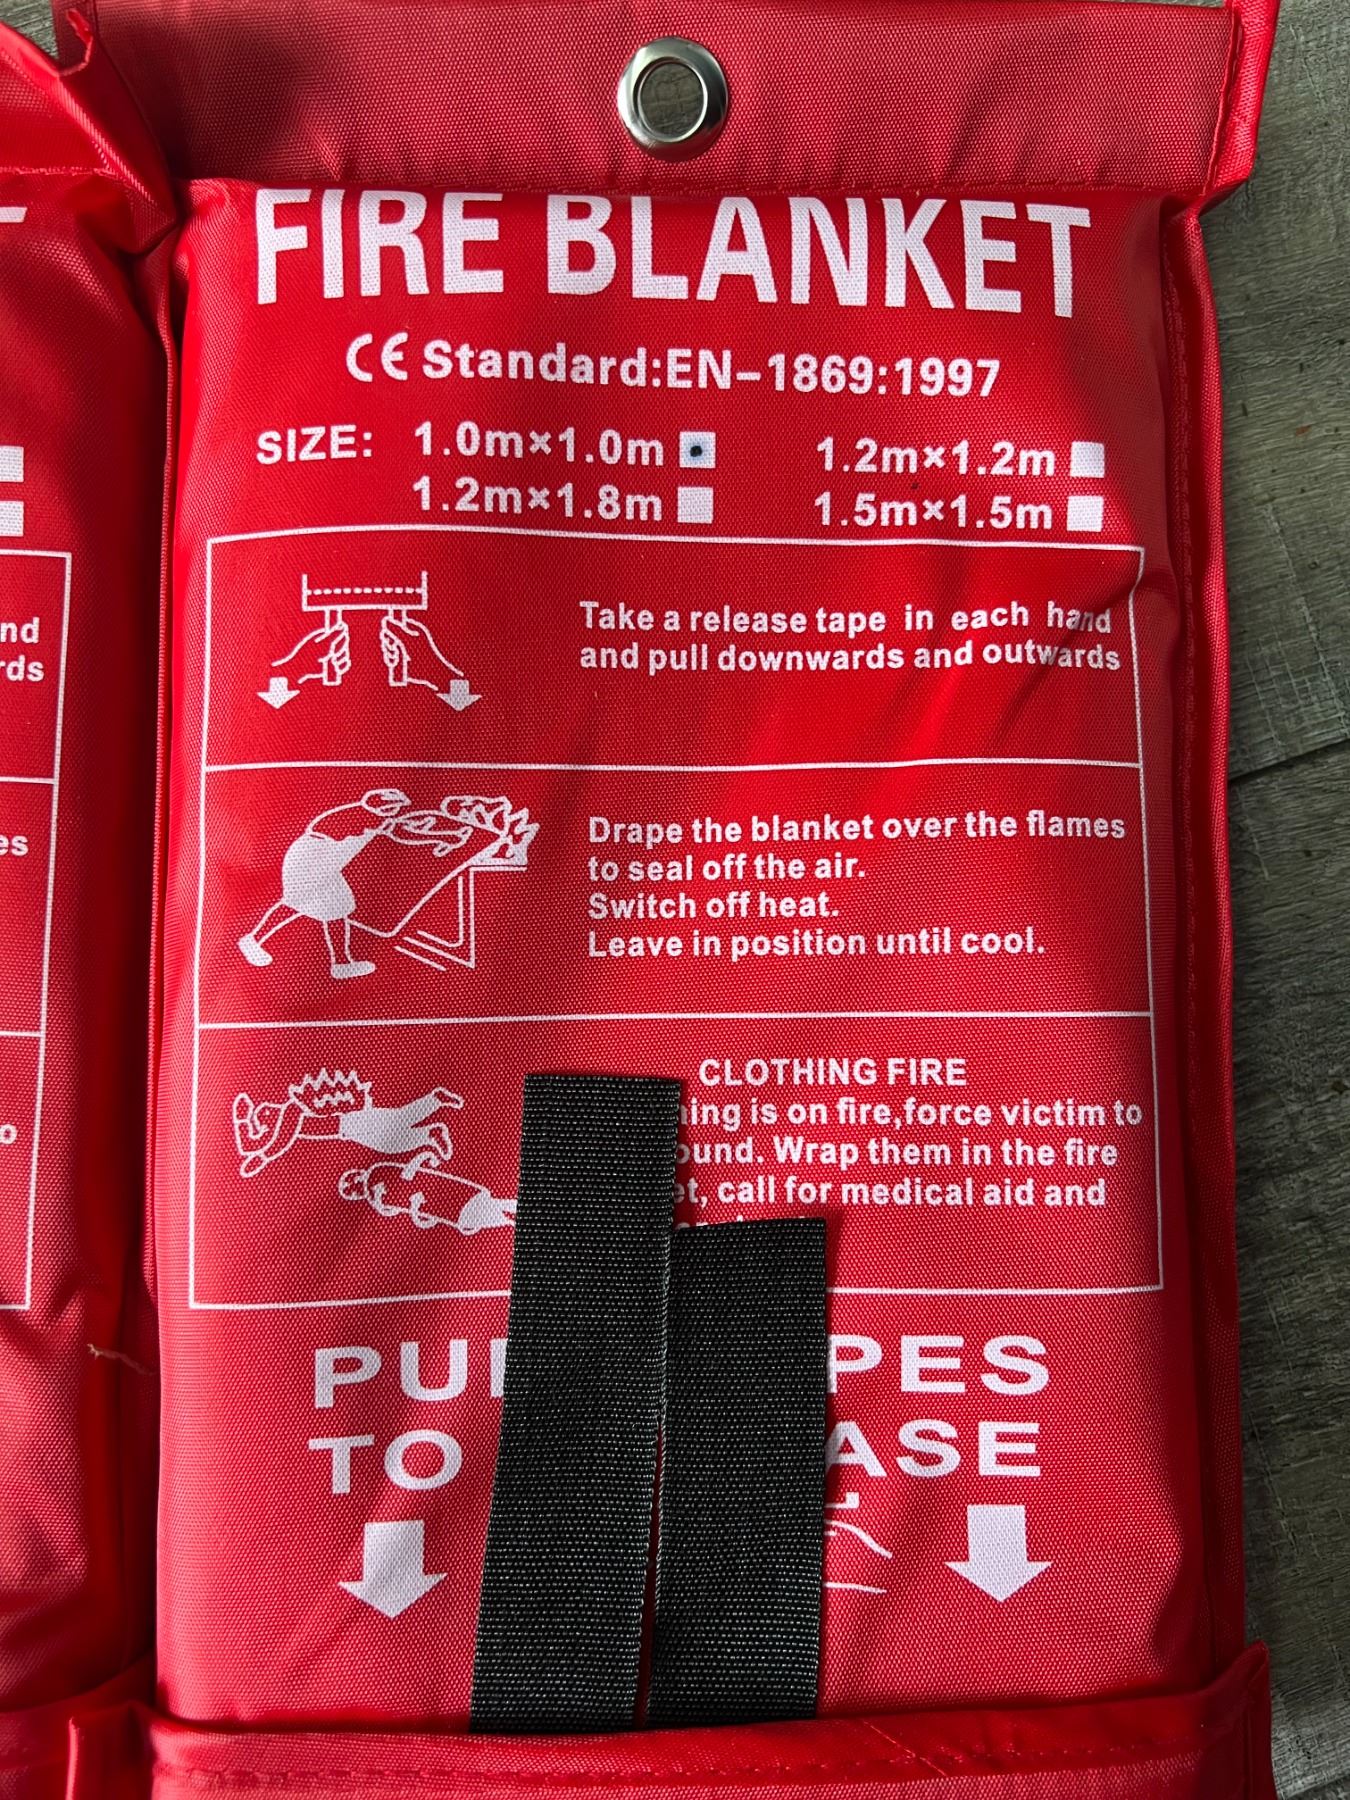 FIRE BLANKET
CE Standard:EN-1869:1997
SIZE: 1.0m×1.0m 1.2m×1.2m
1.2m×1.8m 1.5m×1.5m
Take a release tape in each hand
and pull downwards and outwards
Drape the blanket over the flames
to seal off the air.
Switch off heat.
Leave in position until cool.
CLOTHING FIRE
is on fire,force victim to
Wrap them in the fire
call for medical aid and
TO